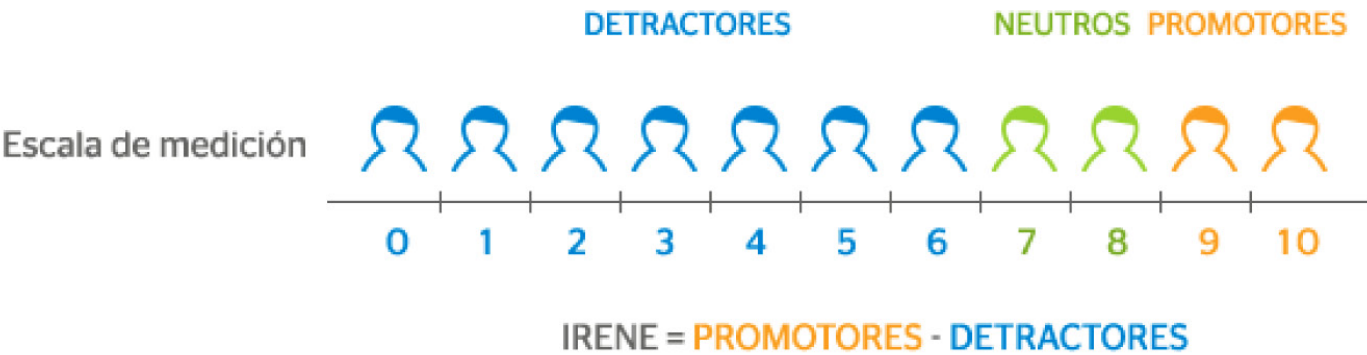 DETRACTORES NEUTROS PROMOTORES
Escala de medición
0 1 2 3 4 5 6 7 8 9 10
IRENE = PROMOTORES - DETRACTORES